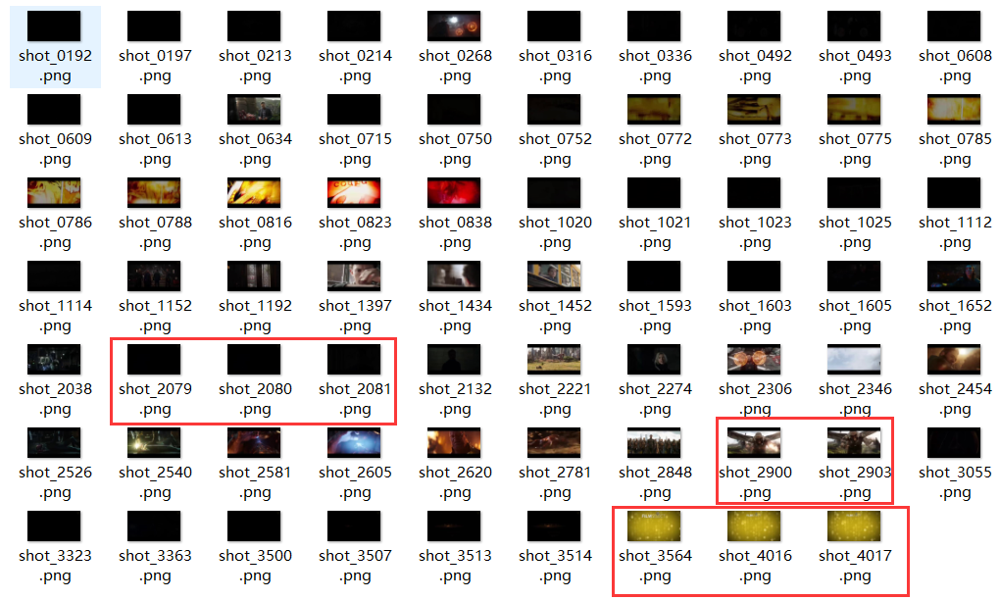 shot_0192 shot_0197 shot_0213 shot_0214 shot_0268 shot_0316 shot_0336 shot_0492 shot_0493 shot_0608
.png .png .png .png .png .png .png .png .png .png
shot_0609 shot_0613 shot_0634 shot_0715 shot_0750 shot_0752 shot_0772 shot_0773 shot_0775 shot_0785
.png .png .png .png .png .png .png .png .png .png
shot_0786 shot_0788 shot_0816 shot_0823 shot_0838 shot_1020 shot_1021 shot_1023 shot_1025 shot_1112
.png .png .png .png .png .png .png .png .png .png
shot_1114 shot_1152 shot_1192 shot_1397 shot_1434 shot_1452 shot_1593 shot_1603 shot_1605 shot_1652
.png .png .png .png .png .png .png .png .png .png
shot_2038 shot_2079 shot_2080 shot_2081 shot_2132 shot_2221 shot_2274 shot_2306 shot_2346 shot_2454
.png .png .png .png .png .png .png .png .png .png
shot_2526 shot_2540 shot_2581 shot_2605 shot_2620 shot_2781 shot_2848 shot_2900 shot_2903 shot_3055
.png .png .png .png .png .png .png .png .png .png
shot_3323 shot_3363 shot_3500 shot_3507 shot_3513 shot_3514 shot_3564 shot_4016 shot_4017
.png .png .png .png .png .png .png .png .png